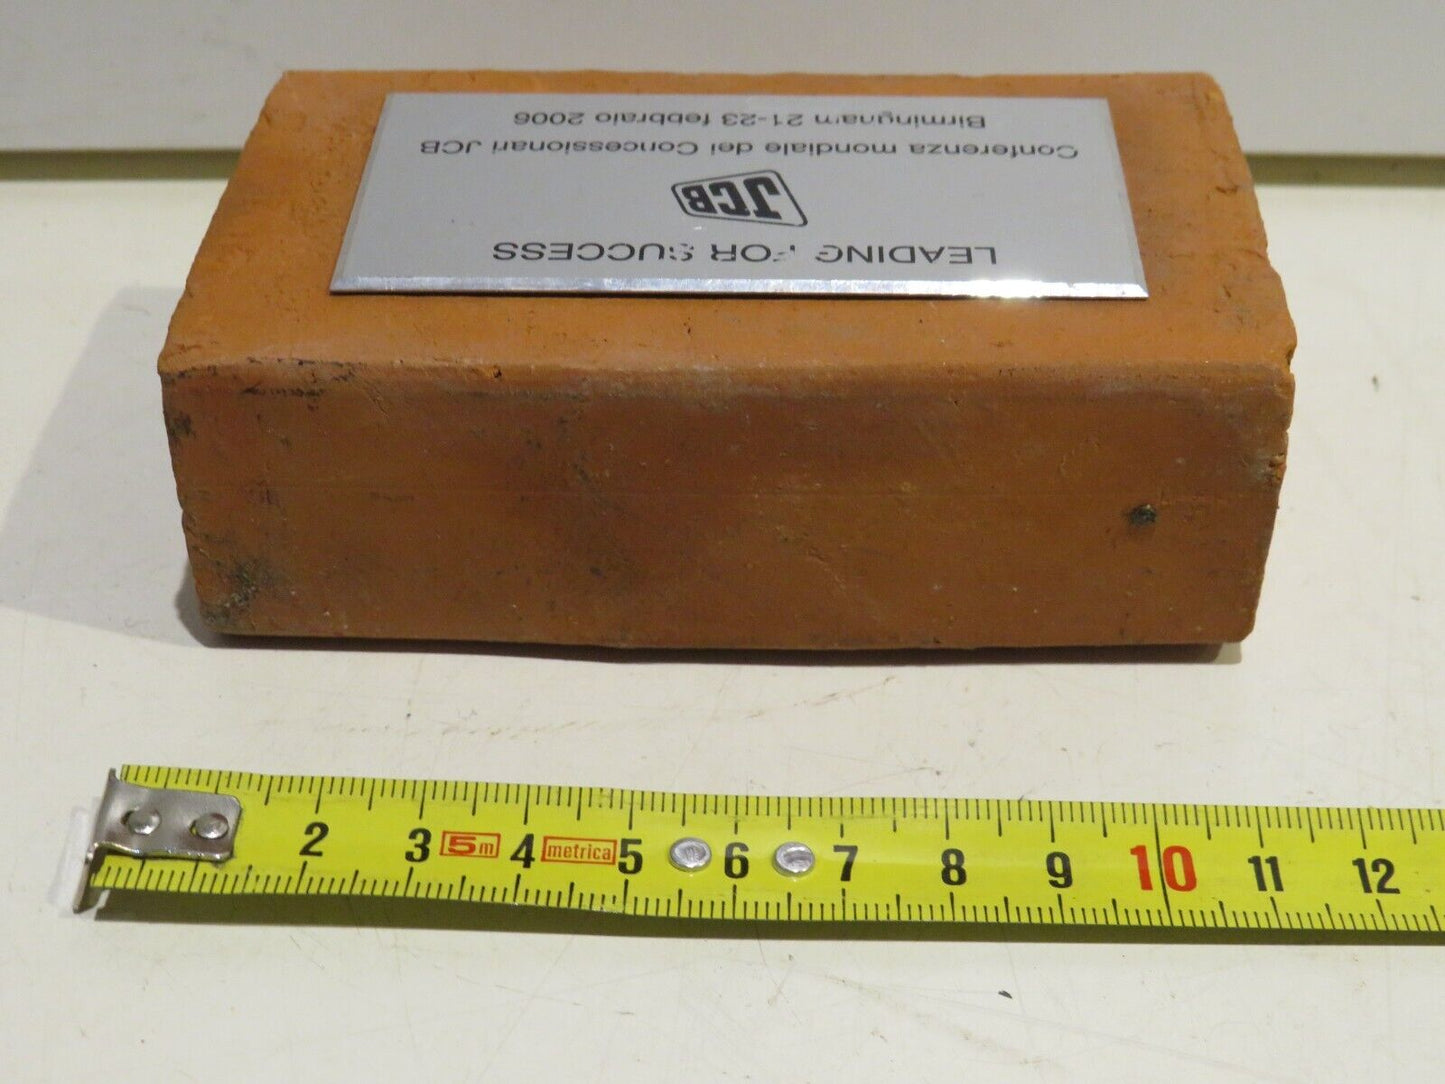 LEADING FOR SUCCESS
JCB
Conferenza mondiale dei Concessionari JCB
Birmingham 21-23 febbraio 2006
2 3 5m 4 metrica 5 6 7 8 9 10 11 12